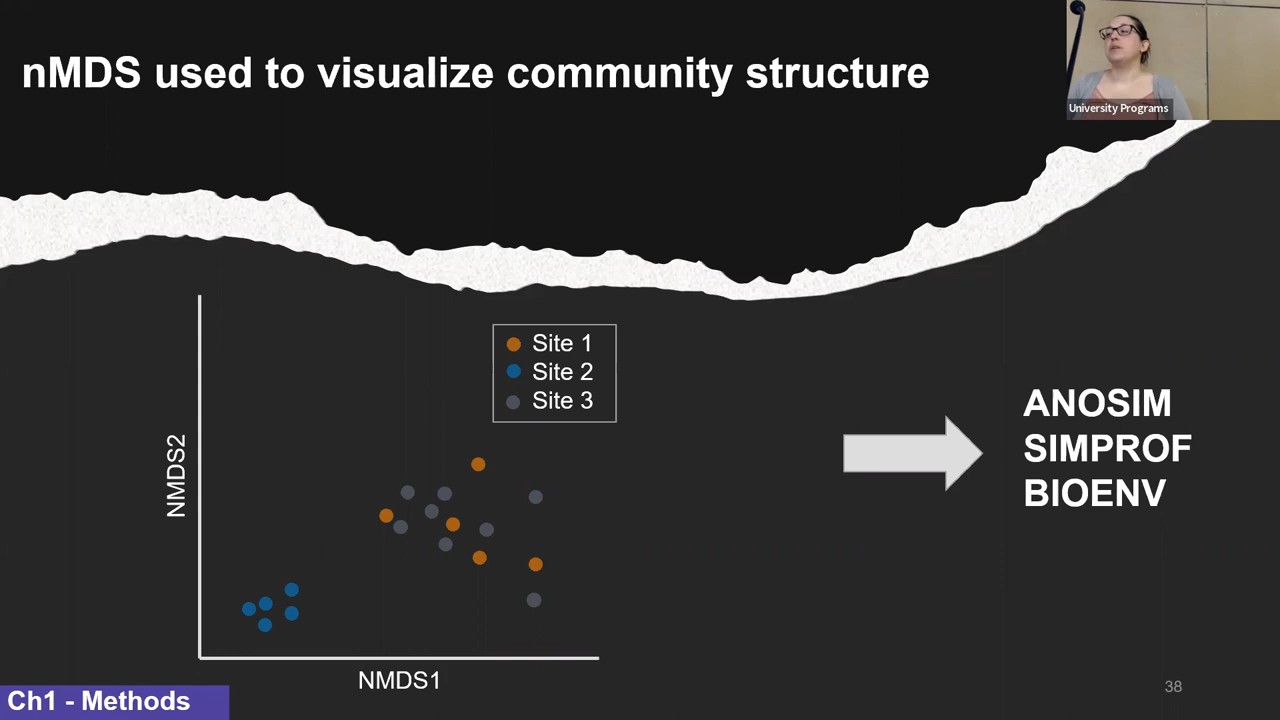 nMDS used to visualize community structure
University Programs
Site 1
Site 2
Site 3
NMDS2
NMDS1
ANOSIM
SIMPROF
BIOENV
Ch1 - Methods
38